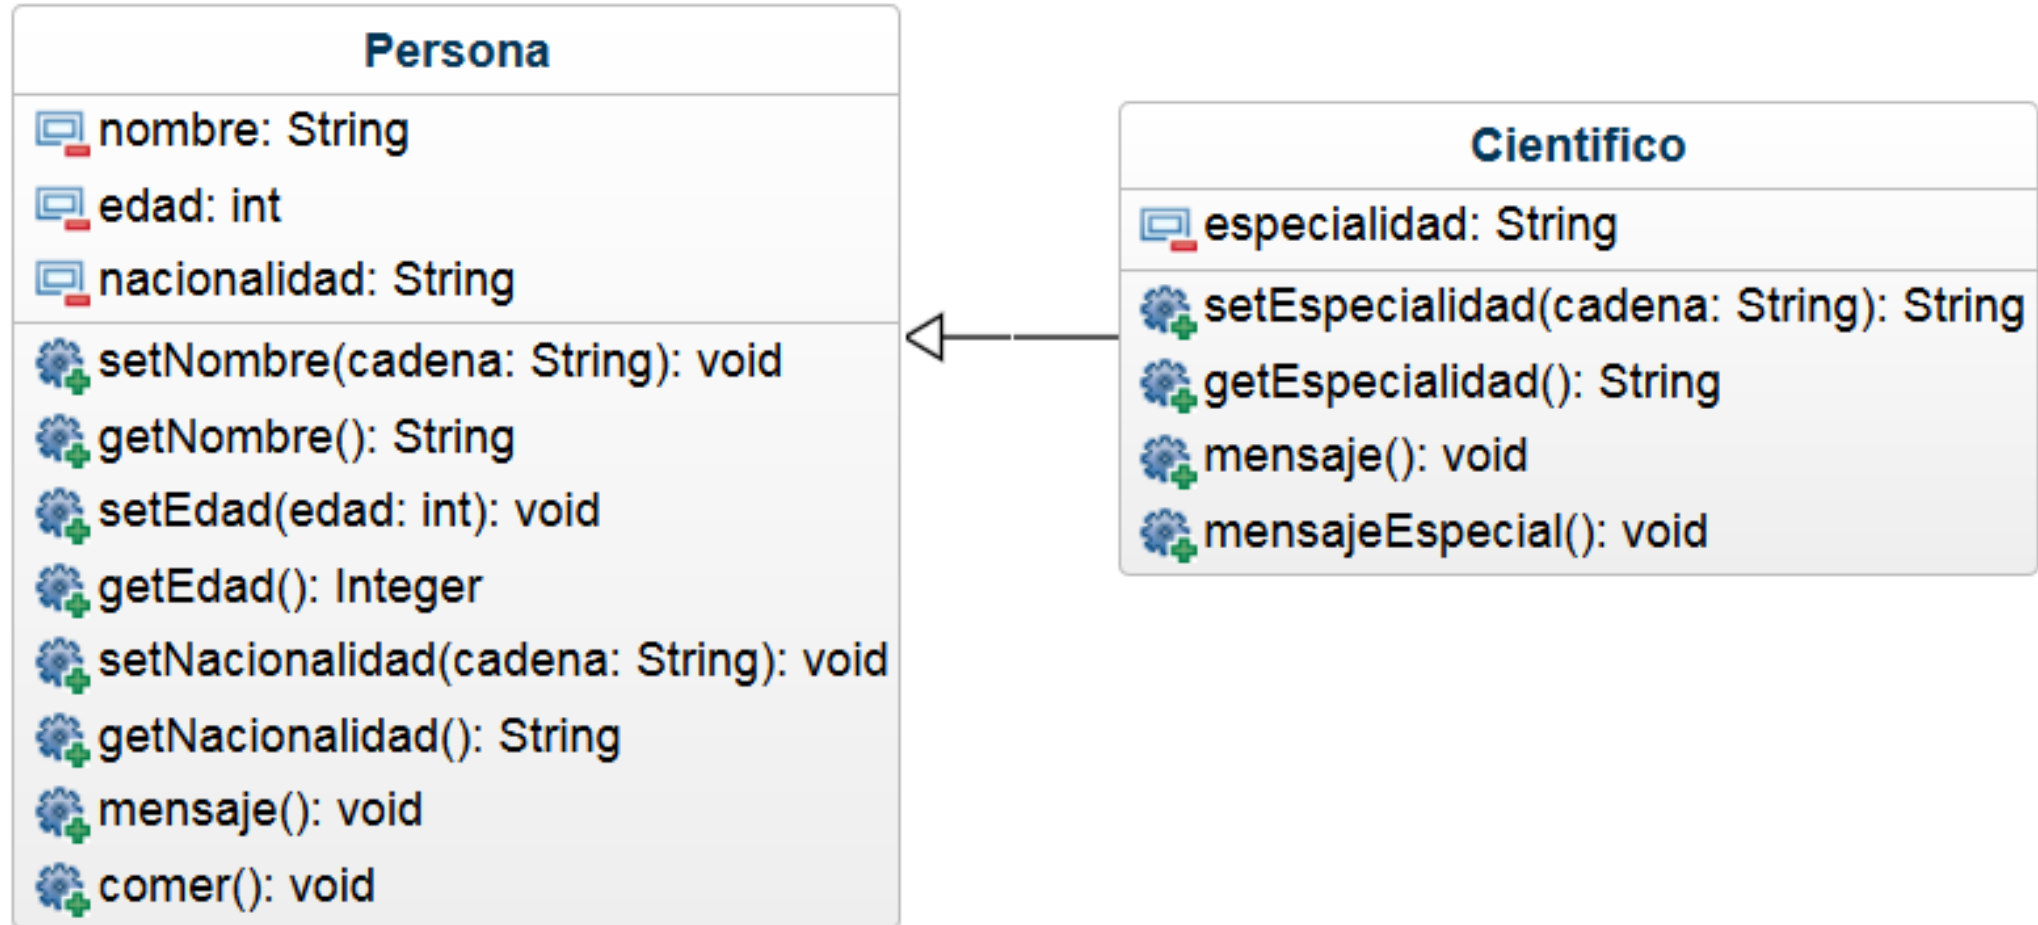 Persona
nombre: String
edad: int
nacionalidad: String
setNombre(cadena: String): void
getNombre(): String
setEdad(edad: int): void
getEdad(): Integer
setNacionalidad(cadena: String): void
getNacionalidad(): String
mensaje(): void
comer(): void
Cientifico
especialidad: String
setEspecialidad(cadena: String): String
getEspecialidad(): String
mensaje(): void
mensajeEspecial(): void